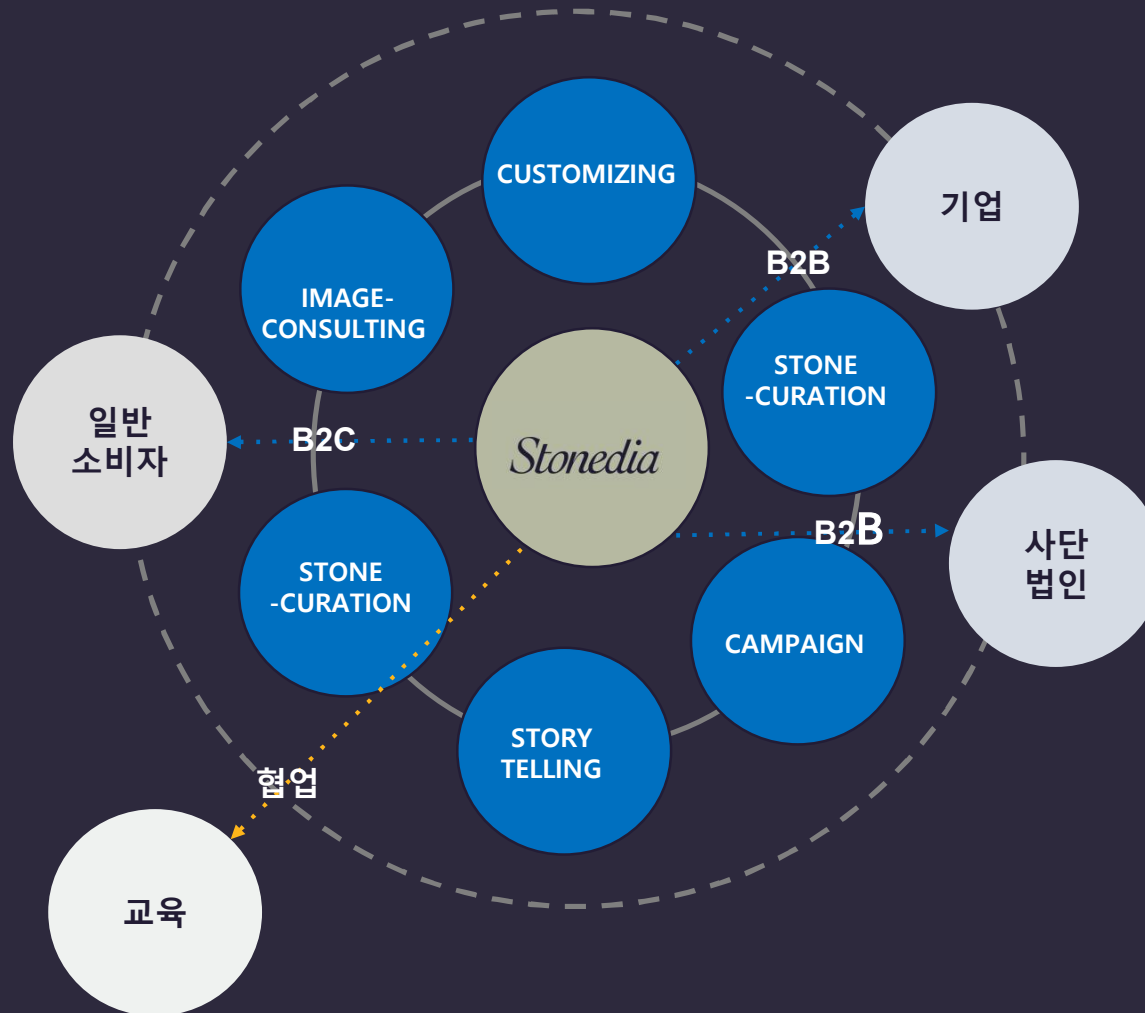 CUSTOMIZING
기업
B2B
IMAGE-
CONSULTING
STONE
-CURATION
일반
소비자
B2C
Stonedia
B2B
사단
법인
STONE
-CURATION
CAMPAIGN
STORY
TELLING
협업
교육